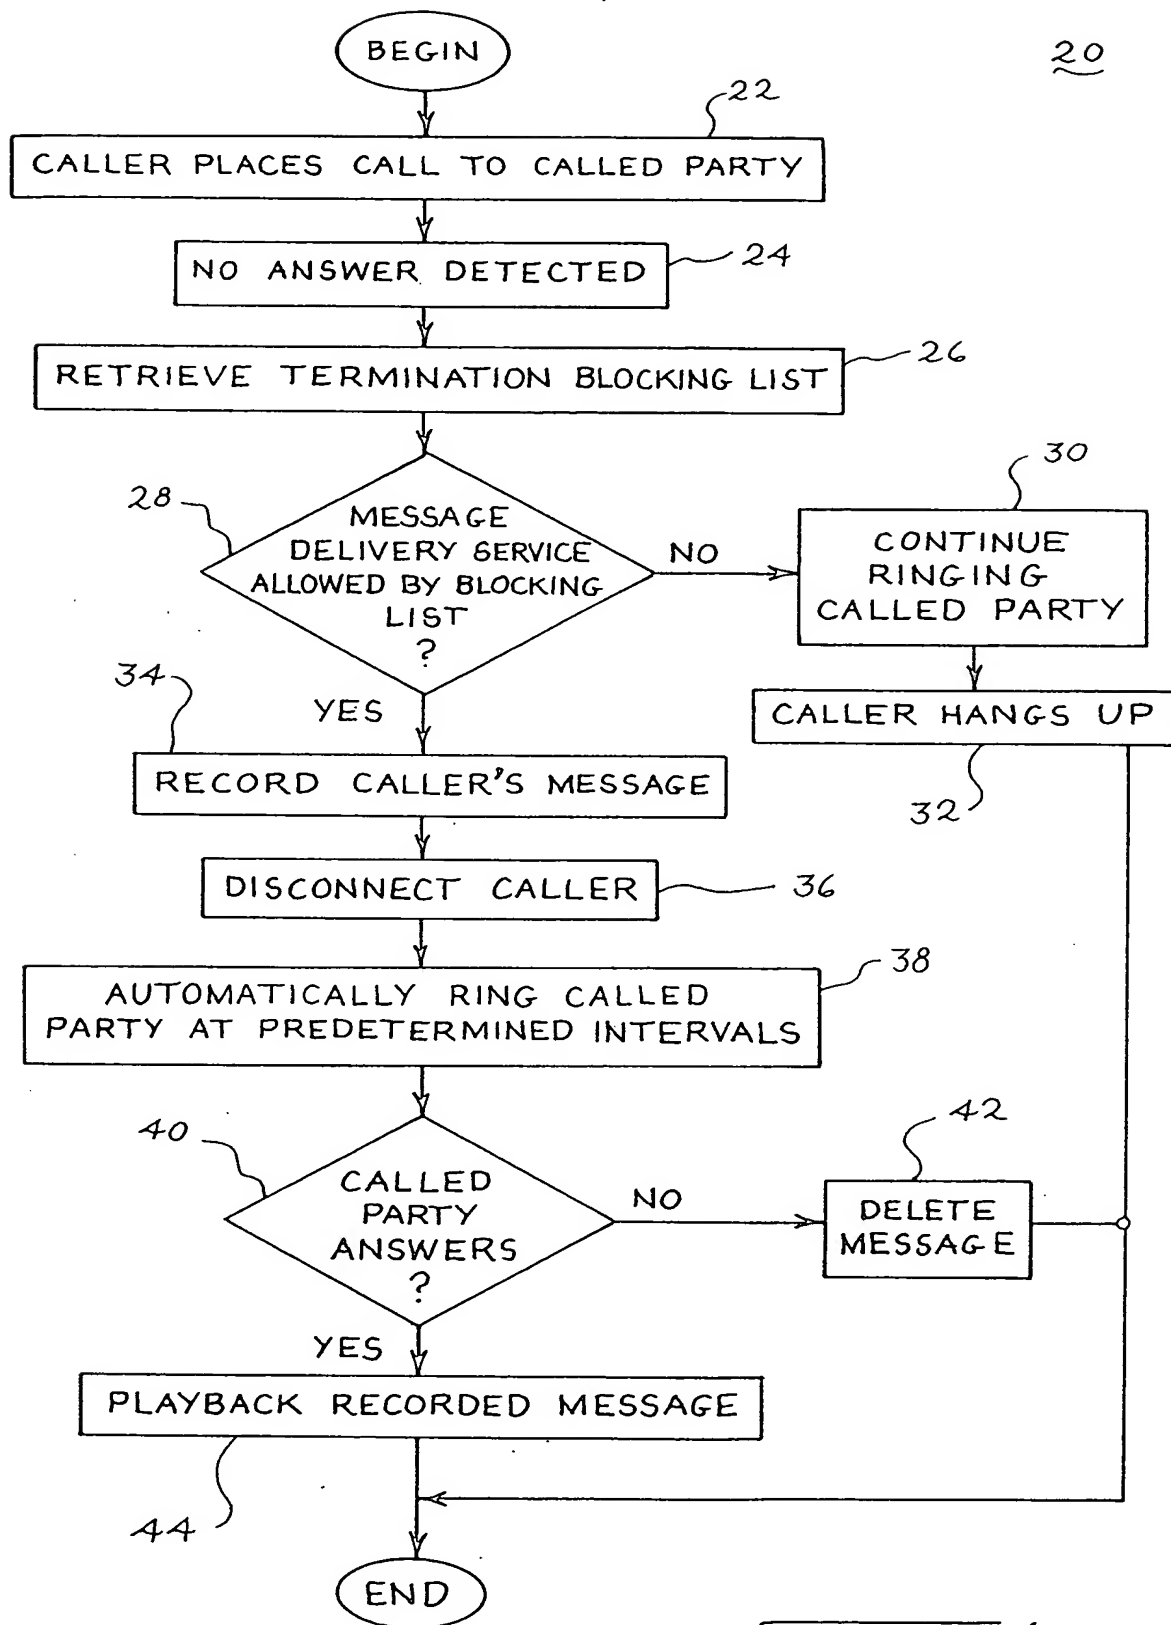 BEGIN
20
22
CALLER PLACES CALL TO CALLED PARTY
NO ANSWER DETECTED
24
RETRIEVE TERMINATION BLOCKING LIST
26
28
MESSAGE
DELIVERY SERVICE
ALLOWED BY BLOCKING
LIST
?
NO
30
CONTINUE
RINGING
CALLED PARTY
CALLER HANGS UP
32
YES
34
RECORD CALLER'S MESSAGE
DISCONNECT CALLER
36
38
AUTOMATICALLY RING CALLED
PARTY AT PREDETERMINED INTERVALS
40
CALLED
PARTY
ANSWERS
?
NO
42
DELETE
MESSAGE
YES
PLAYBACK RECORDED MESSAGE
44
END